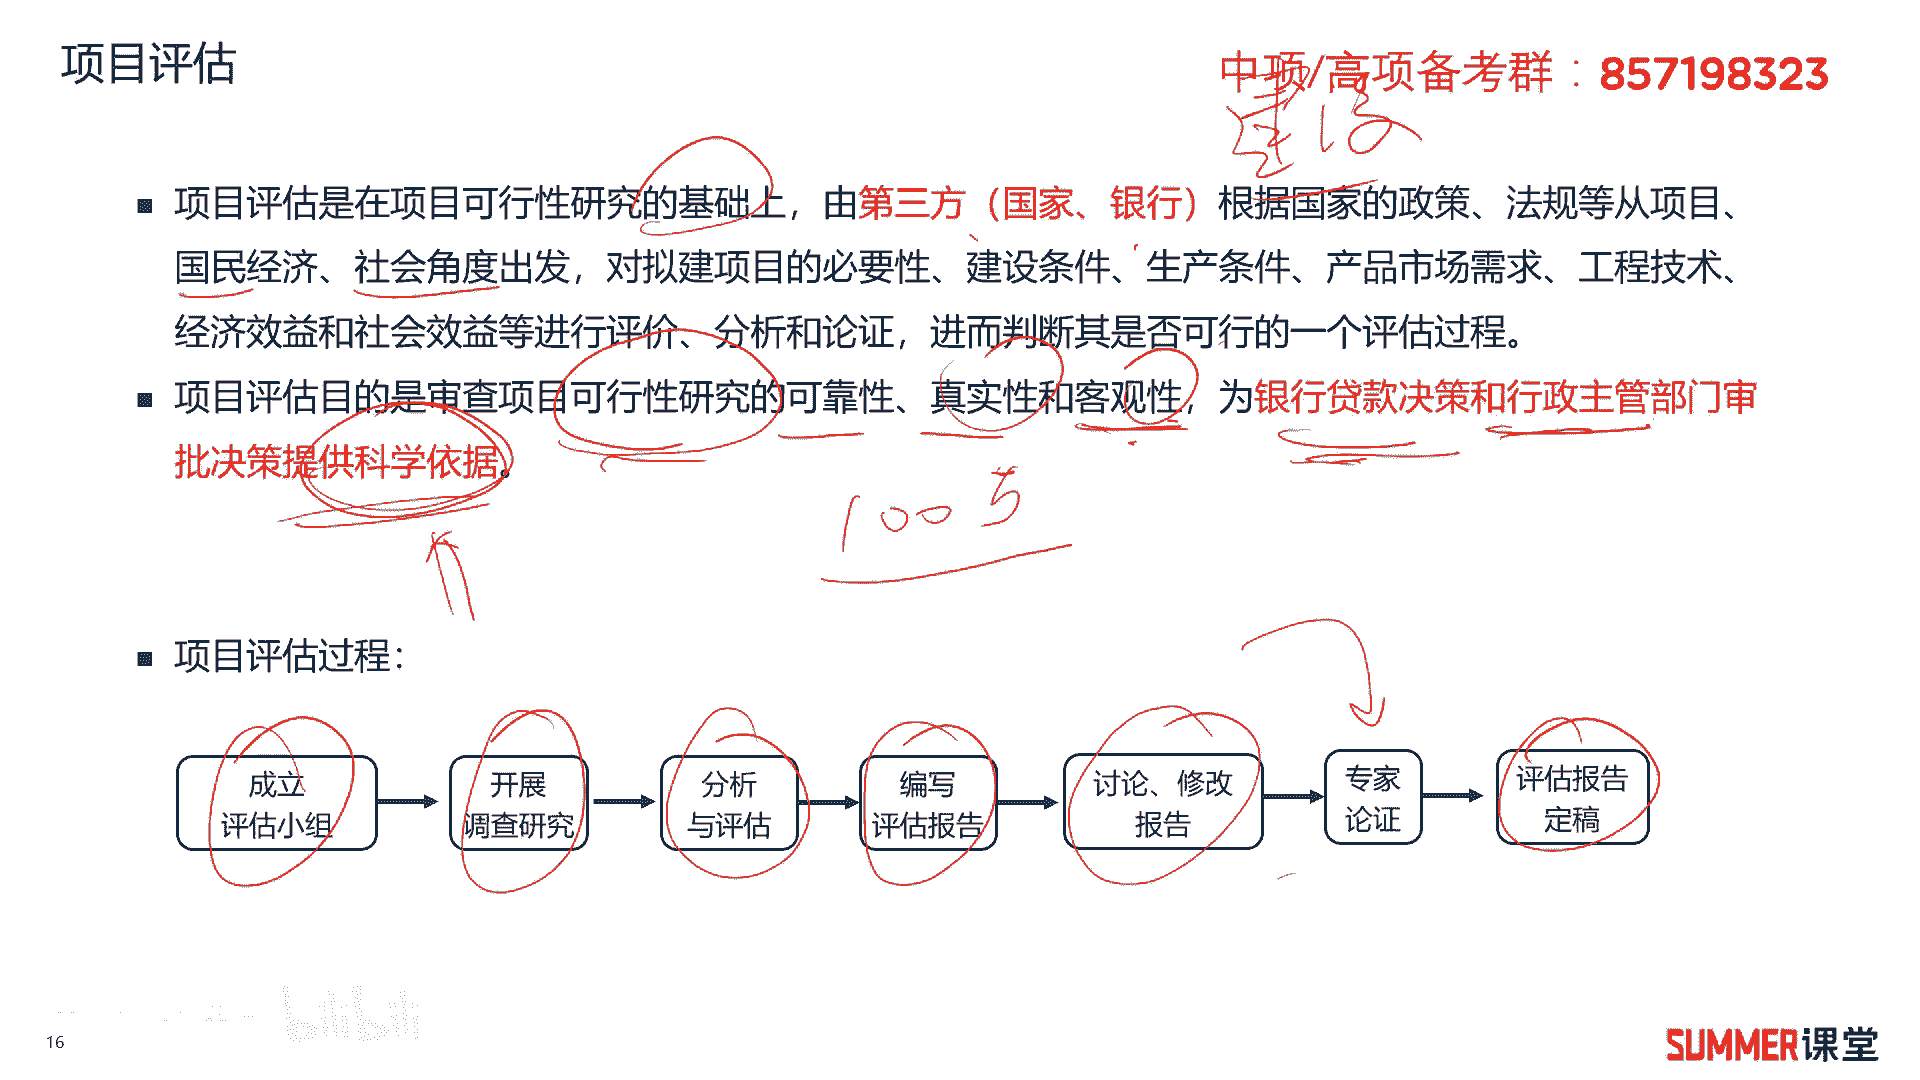 项目评估
中项/高项备考群：857198323
建设
▪ 项目评估是在项目可行性研究的基础上，由第三方（国家、银行）根据国家的政策、法规等从项目、
国民经济、社会角度出发，对拟建项目的必要性、建设条件、生产条件、产品市场需求、工程技术、
经济效益和社会效益等进行评价、分析和论证，进而判断其是否可行的一个评估过程。
▪ 项目评估目的是审查项目可行性研究的可靠性、真实性和客观性，为银行贷款决策和行政主管部门审
批决策提供科学依据。
100万
▪ 项目评估过程：
成立
评估小组
开展
调查研究
分析
与评估
编写
评估报告
讨论、修改
报告
专家
论证
评估报告
定稿
bilibili
16
SUMMER课堂